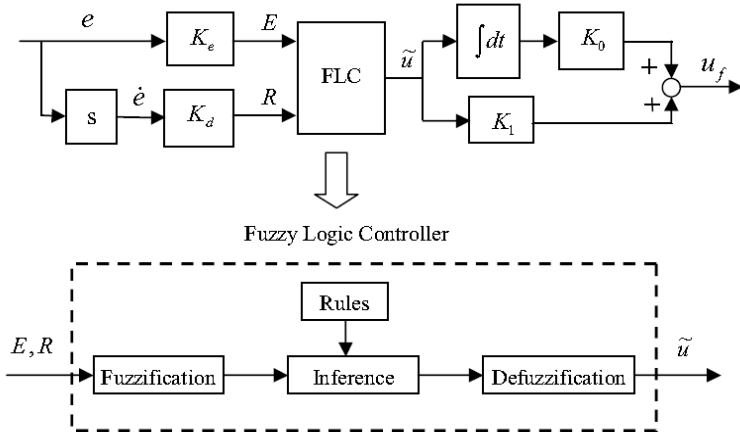 e
K_e
E
FLC
ũ
∫dt
K_0
+
u_f
s
ė
K_d
R
K_1
+
Fuzzy Logic Controller
Rules
E, R
Fuzzification
Inference
Defuzzification
ũ